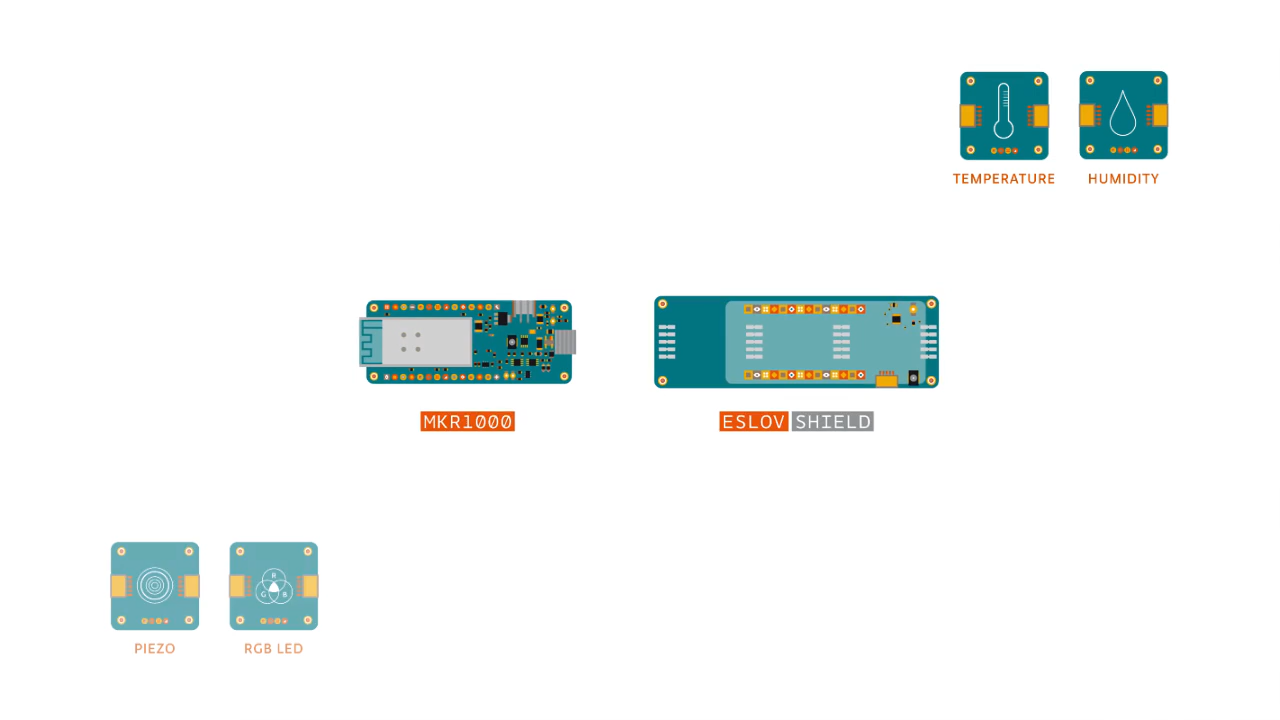 TEMPERATURE
HUMIDITY
MKR1000
ESLOV SHIELD
R
G B
PIEZO
RGB LED